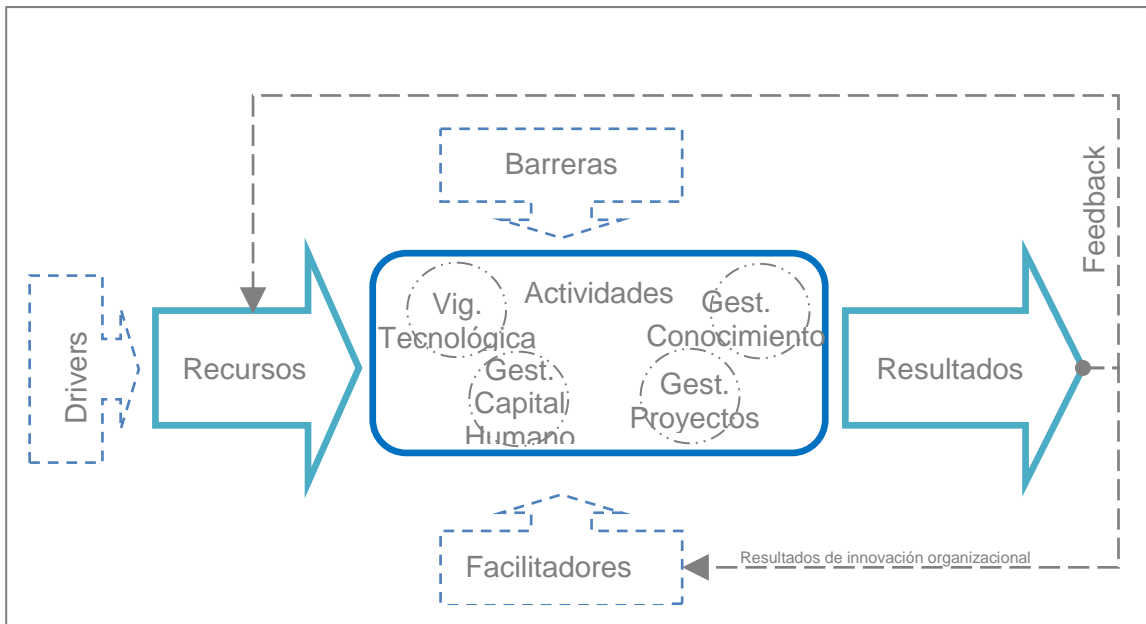 Barreras
Feedback
Drivers
Recursos
Actividades
Vig.
Tecnológica
Gest.
Conocimiento
Gest.
Capital
Humano
Gest.
Proyectos
Resultados
Facilitadores
Resultados de innovación organizacional